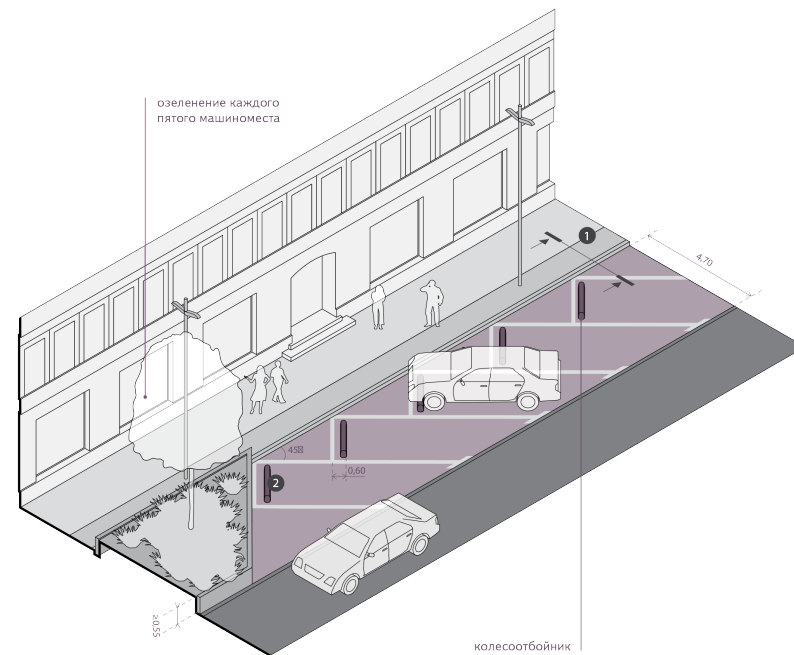 озеленение каждого
пятого машиноместа
1
4,70
45
2
0,60
≥0,55
колесоотбойник